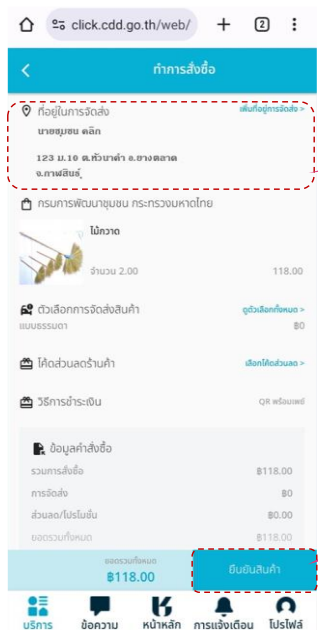 click.cdd.go.th/web/
2
ทำการสั่งซื้อ
ที่อยู่ในการจัดส่ง
เพิ่มที่อยู่การจัดส่ง >
นายชุมชน คลิก
123 ม.10 ต.หัวนาคำ อ.ยางตลาด
จ.กาฬสินธุ์
กรมการพัฒนาชุมชน กระทรวงมหาดไทย
ไม้กวาด
จำนวน 2.00
118.00
ตัวเลือกการจัดส่งสินค้า
ดูตัวเลือกทั้งหมด >
แบบธรรมดา
฿0
โค้ดส่วนลดร้านค้า
เลือกโค้ดส่วนลด >
วิธีการชำระเงิน
QR พร้อมเพย์
ข้อมูลคำสั่งซื้อ
รวมการสั่งซื้อ
฿118.00
การจัดส่ง
฿0
ส่วนลด/โปรโมชั่น
฿0.00
ยอดรวมทั้งหมด
฿118.00
ยอดรวมทั้งหมด
฿118.00
ยืนยันสินค้า
บริการ
ข้อความ
หน้าหลัก
การแจ้งเตือน
โปรไฟล์